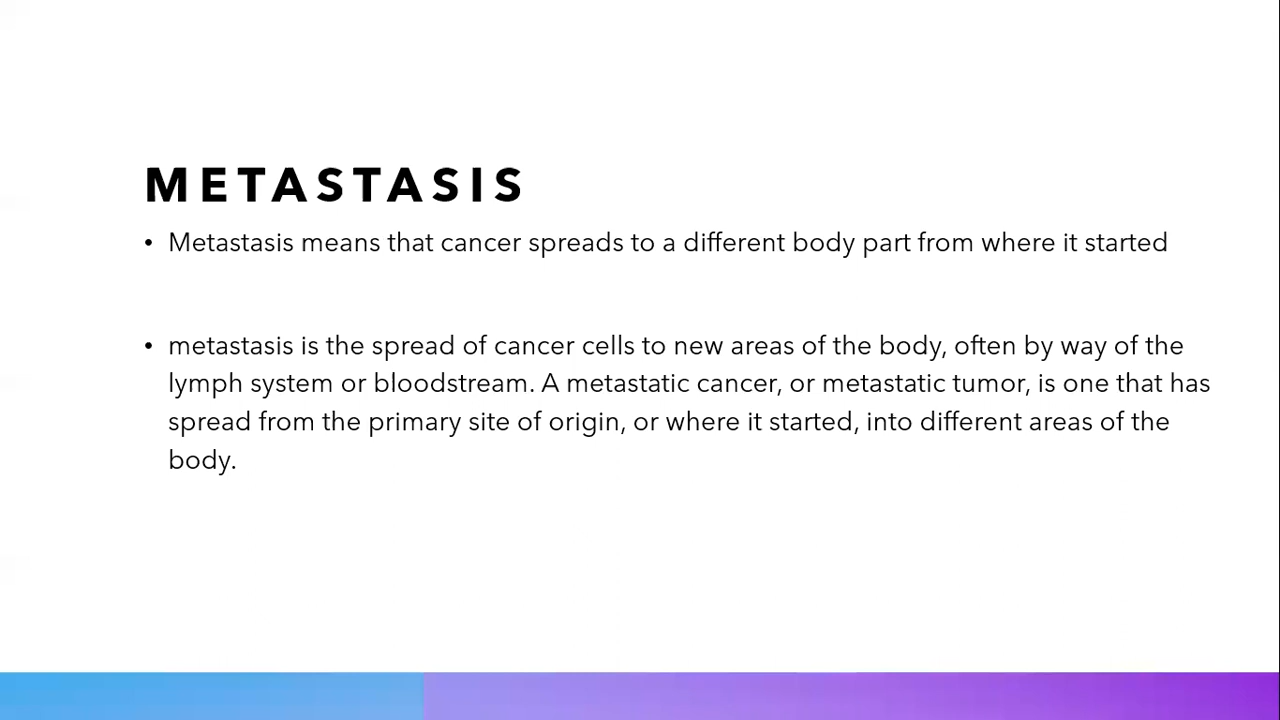 METASTASIS
• Metastasis means that cancer spreads to a different body part from where it started
• metastasis is the spread of cancer cells to new areas of the body, often by way of the
lymph system or bloodstream. A metastatic cancer, or metastatic tumor, is one that has
spread from the primary site of origin, or where it started, into different areas of the
body.